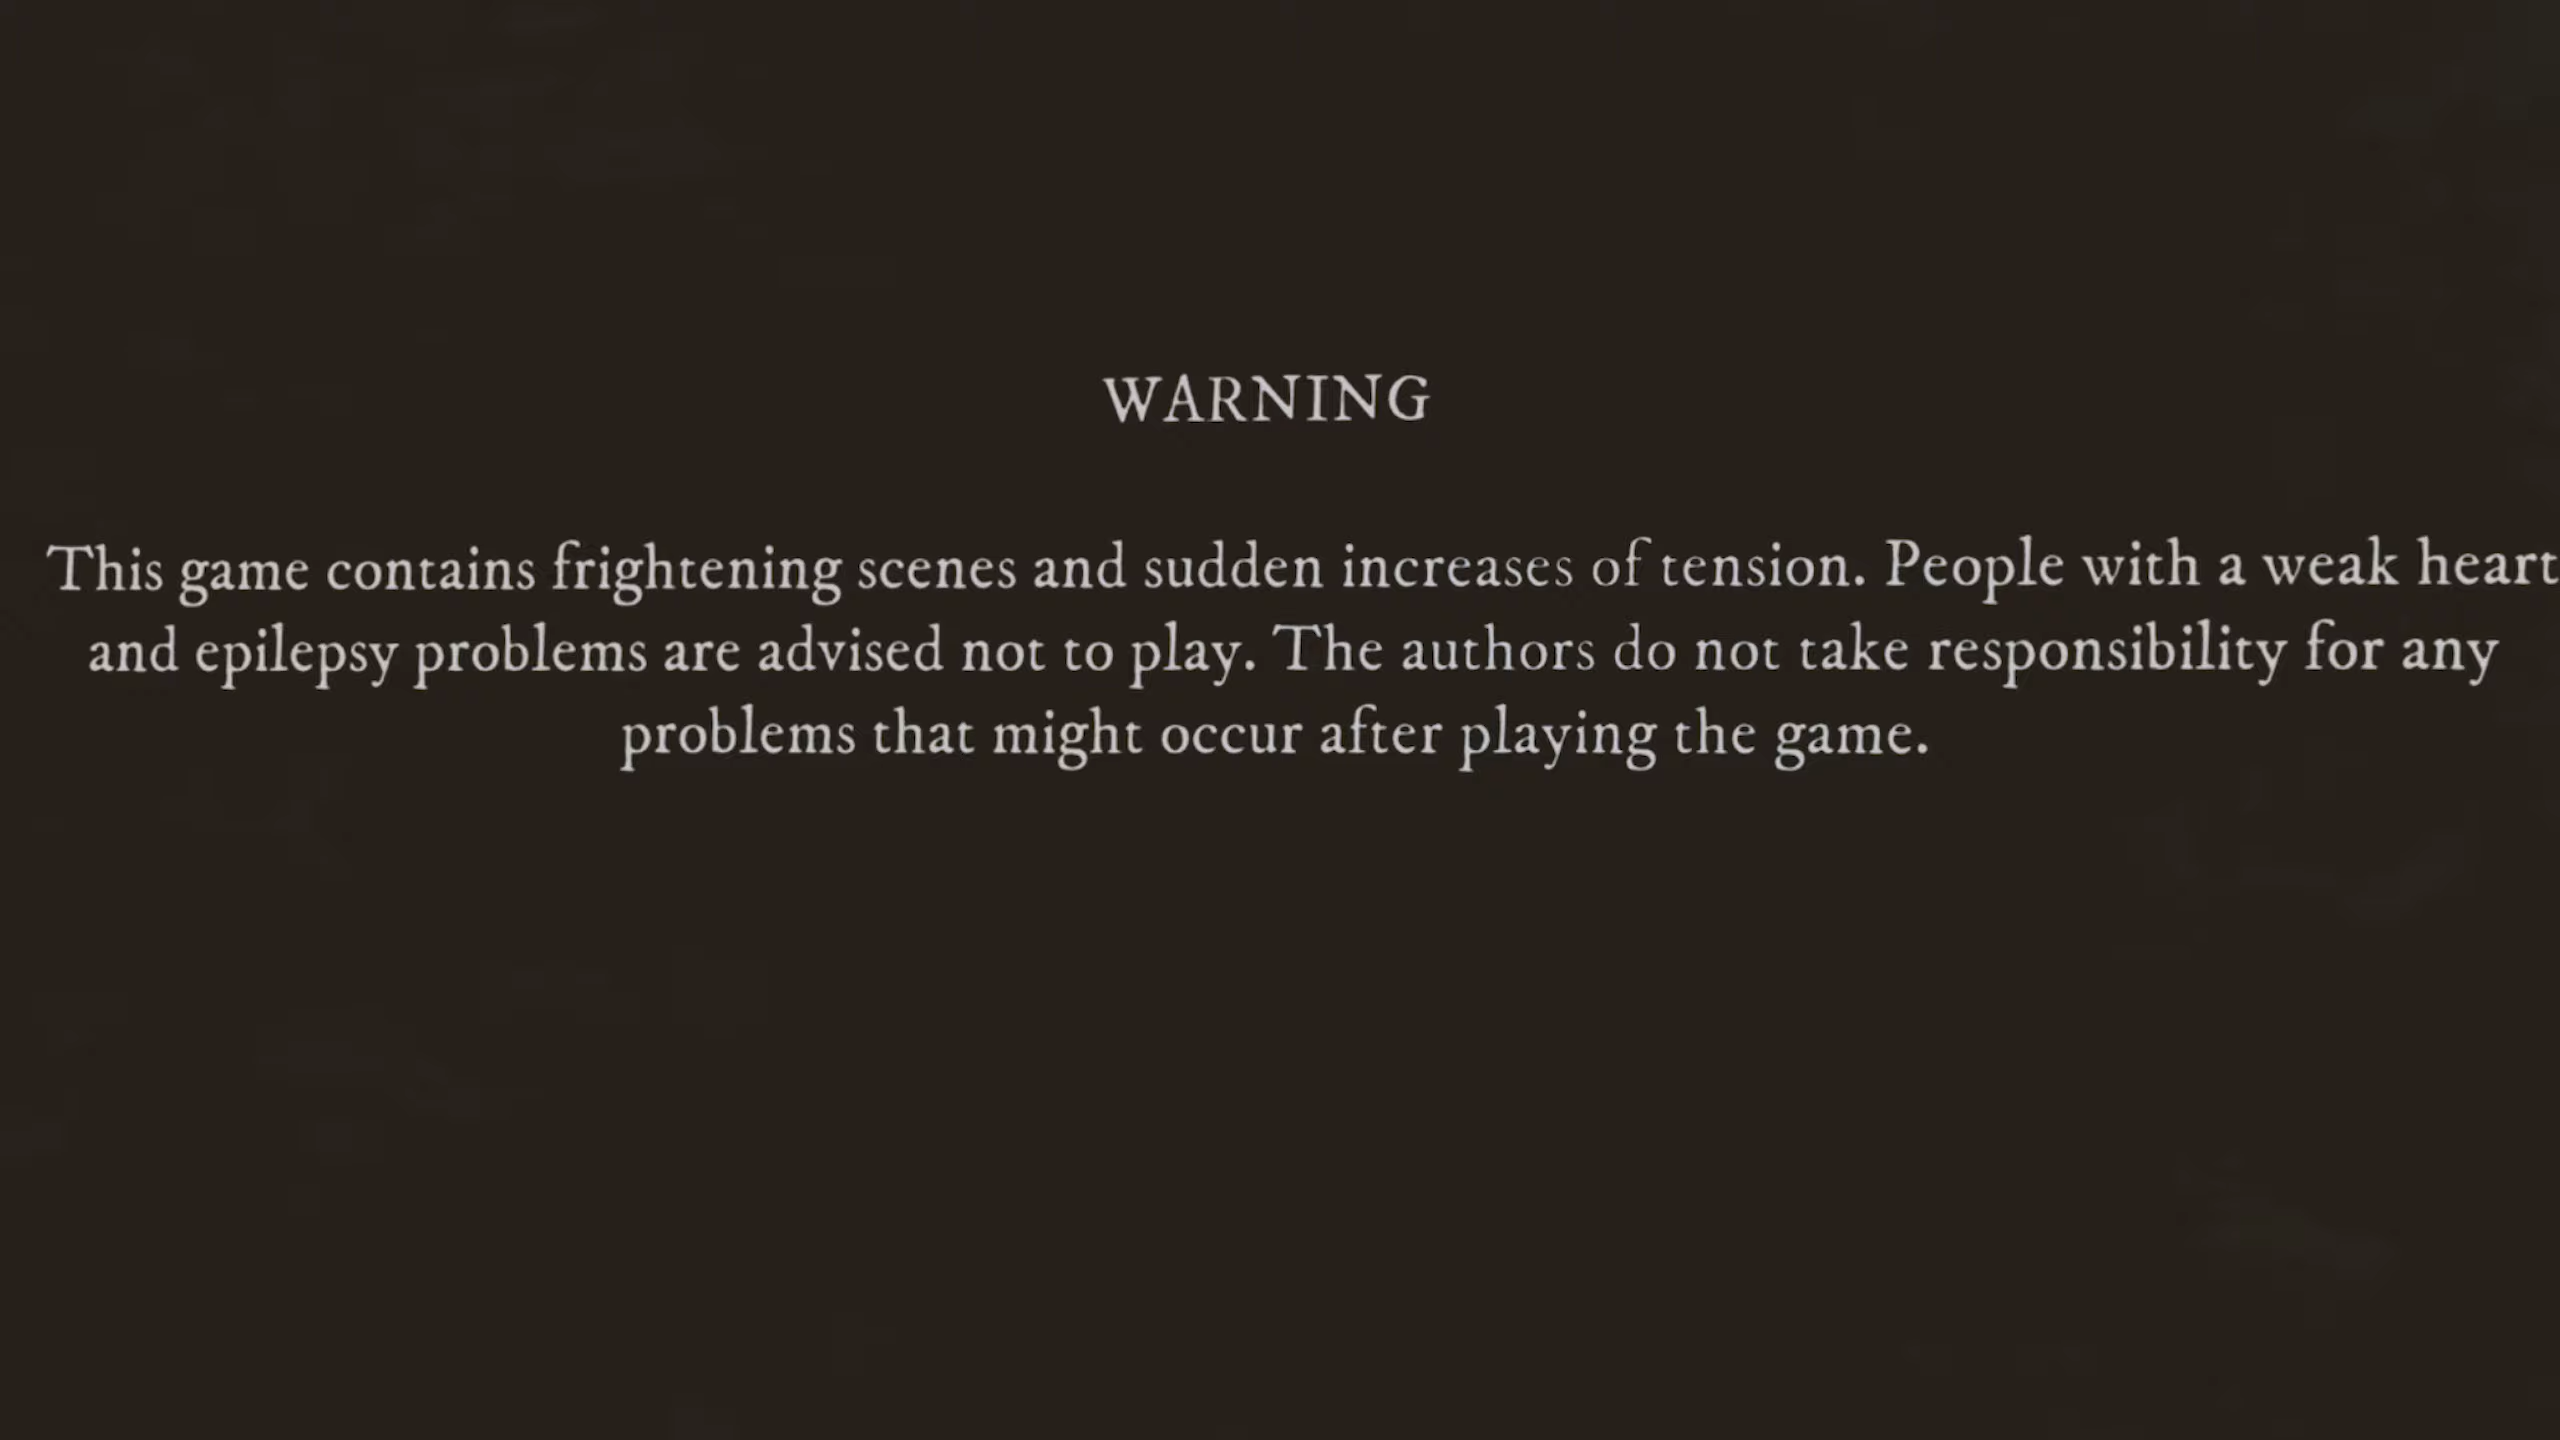 WARNING
This game contains frightening scenes and sudden increases of tension. People with a weak heart
and epilepsy problems are advised not to play. The authors do not take responsibility for any
problems that might occur after playing the game.